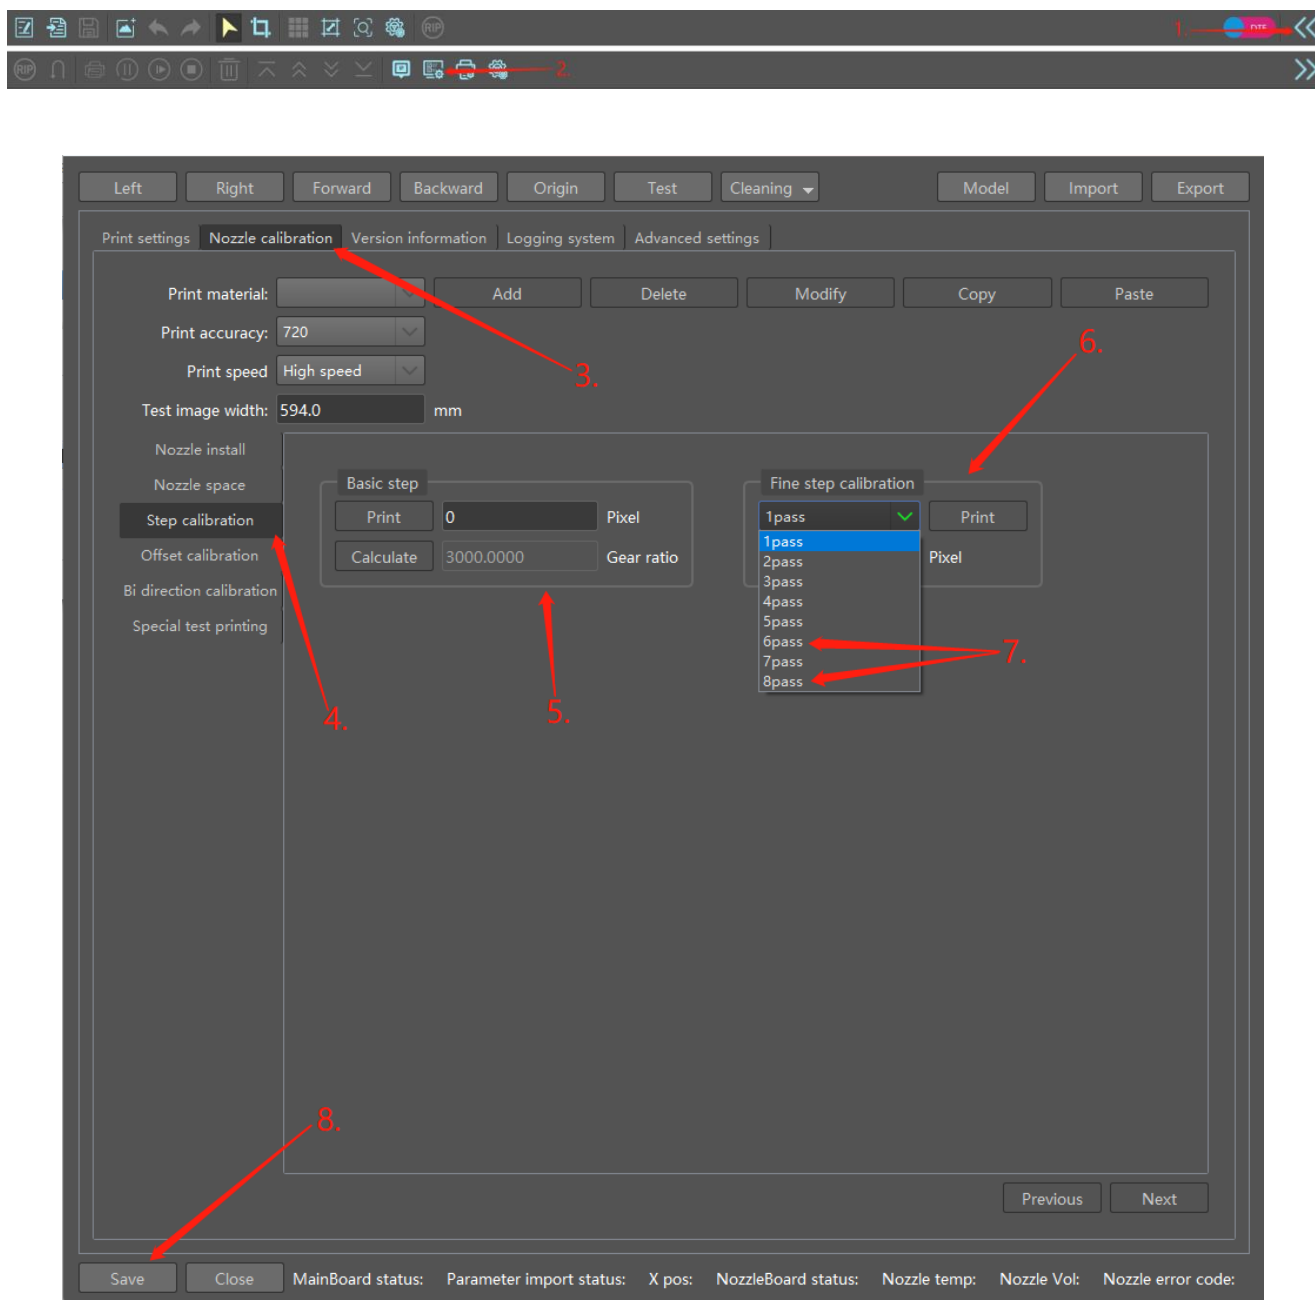 RIP
1.
DTF
RIP
2.
Left Right Forward Backward Origin Test Cleaning Model Import Export
Print settings Nozzle calibration Version information Logging system Advanced settings
Print material: Add Delete Modify Copy Paste
Print accuracy: 720
6.
Print speed High speed
3.
Test image width: 594.0 mm
Nozzle install
Nozzle space
Step calibration
Offset calibration
Bi direction calibration
Special test printing
Basic step
Print 0 Pixel
Calculate 3000.0000 Gear ratio
Fine step calibration
1pass Print
1pass
2pass Pixel
3pass
4pass
5pass
6pass
7pass
8pass
7.
4.
5.
8.
Previous Next
Save Close MainBoard status: Parameter import status: X pos: NozzleBoard status: Nozzle temp: Nozzle Vol: Nozzle error code: